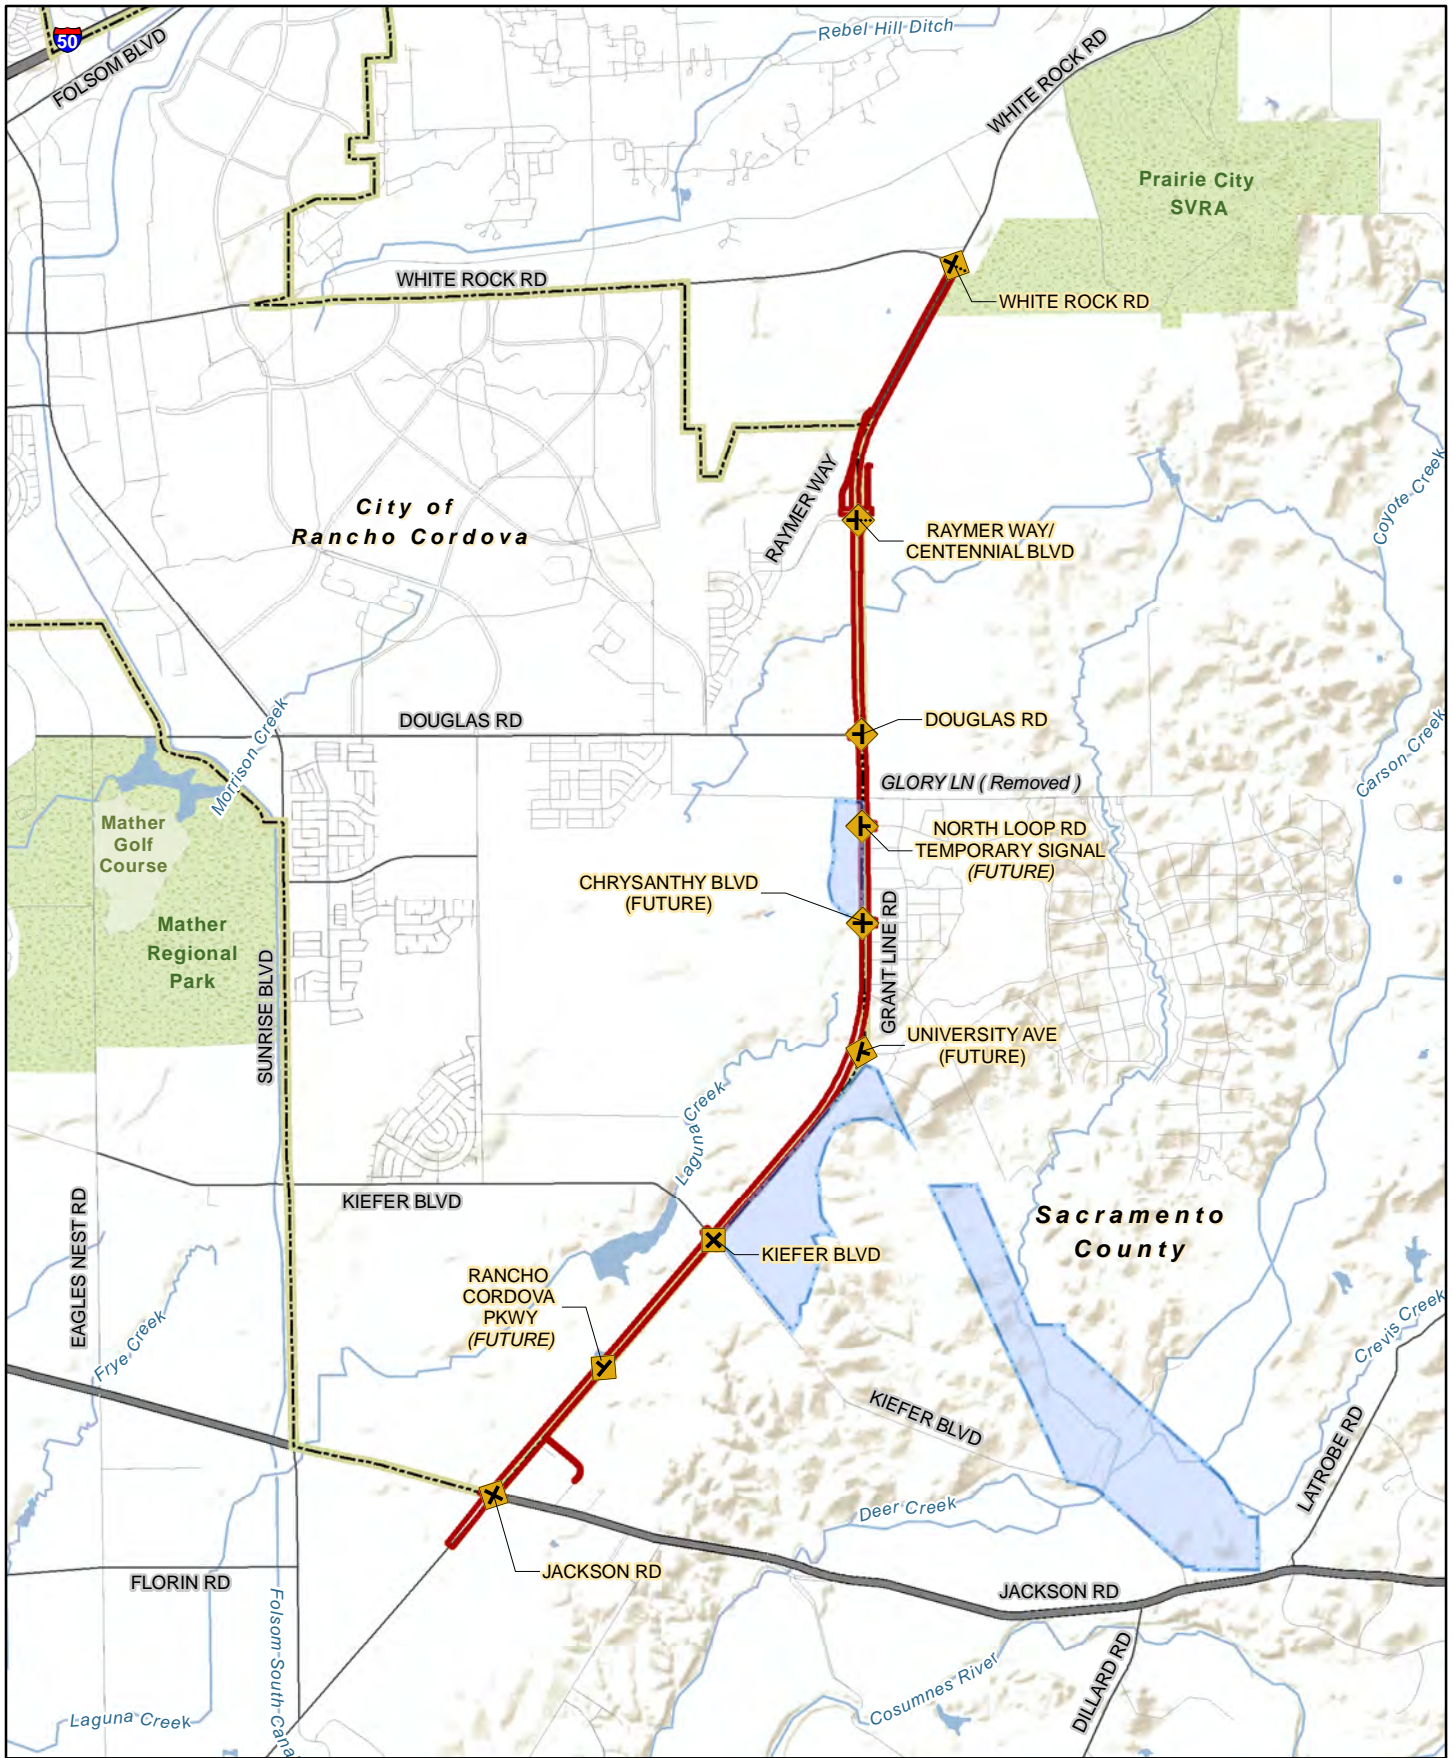 50
FOLSOM BLVD
Rebel Hill Ditch
WHITE ROCK RD
Prairie City
SVRA
WHITE ROCK RD
WHITE ROCK RD
City of
Rancho Cordova
RAYMER WAY
RAYMER WAY/
CENTENNIAL BLVD
Coyote Creek
DOUGLAS RD
DOUGLAS RD
Morrison Creek
GLORY LN ( Removed )
Carson Creek
Mather
Golf
Course
NORTH LOOP RD
TEMPORARY SIGNAL
(FUTURE)
CHRYSANTHY BLVD
(FUTURE)
Mather
Regional
Park
SUNRISE BLVD
GRANT LINE RD
UNIVERSITY AVE
(FUTURE)
Laguna Creek
KIEFER BLVD
EAGLES NEST RD
Sacramento
County
KIEFER BLVD
RANCHO
CORDOVA
PKWY
(FUTURE)
Frye Creek
Crevis Creek
KIEFER BLVD
LATROBE RD
Deer Creek
JACKSON RD
FLORIN RD
JACKSON RD
Folsom-South-Canal
Cosumnes River
DILLARD RD
Laguna Creek